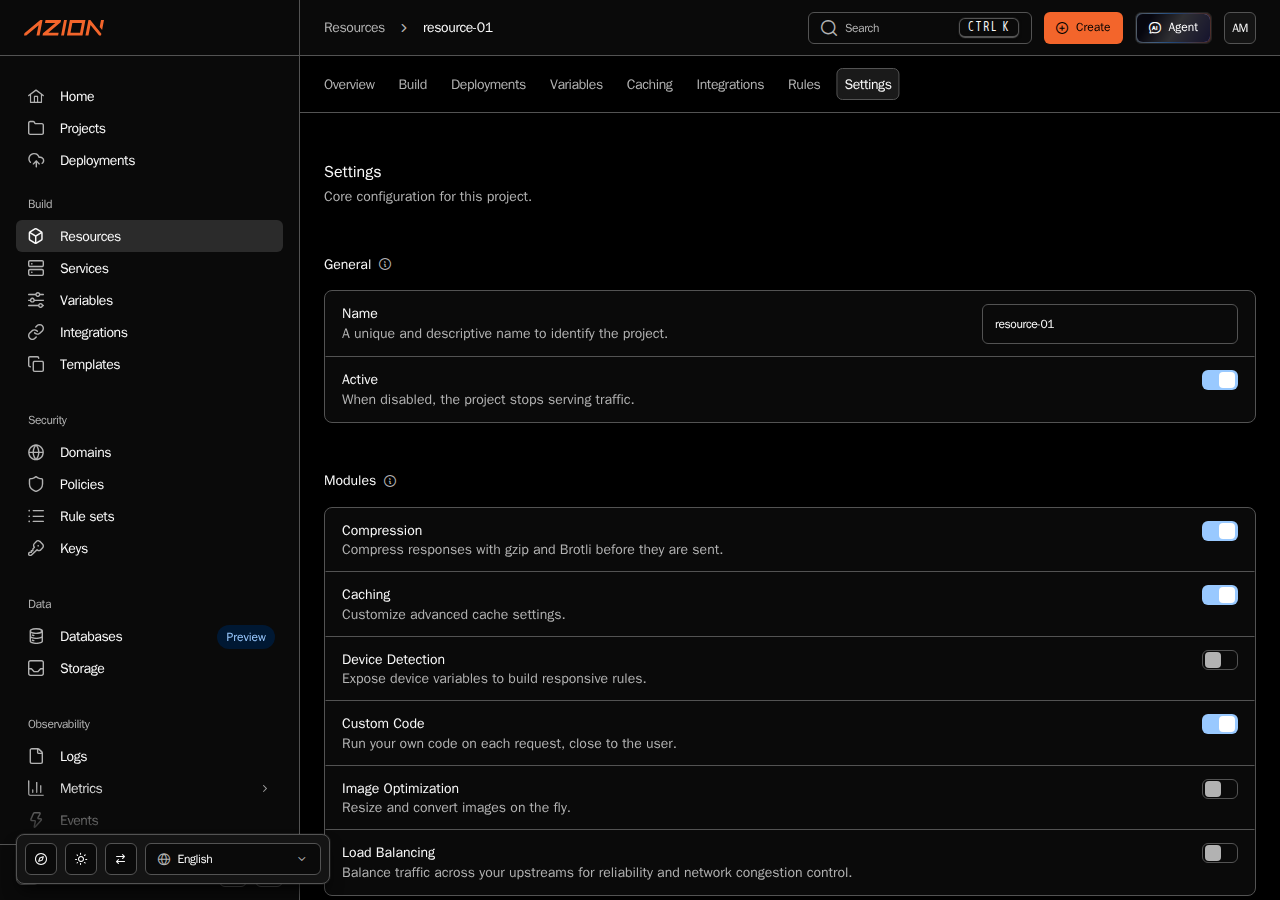 AZION
Resources
resource-01
Search
CTRL K
Create
Agent
AM
Home
Projects
Deployments
Build
Resources
Services
Variables
Integrations
Templates
Security
Domains
Policies
Rule sets
Keys
Data
Databases
Preview
Storage
Observability
Logs
Metrics
Events
English
Overview
Build
Deployments
Variables
Caching
Integrations
Rules
Settings
Settings
Core configuration for this project.
General
Name
A unique and descriptive name to identify the project.
resource-01
Active
When disabled, the project stops serving traffic.
Modules
Compression
Compress responses with gzip and Brotli before they are sent.
Caching
Customize advanced cache settings.
Device Detection
Expose device variables to build responsive rules.
Custom Code
Run your own code on each request, close to the user.
Image Optimization
Resize and convert images on the fly.
Load Balancing
Balance traffic across your upstreams for reliability and network congestion control.